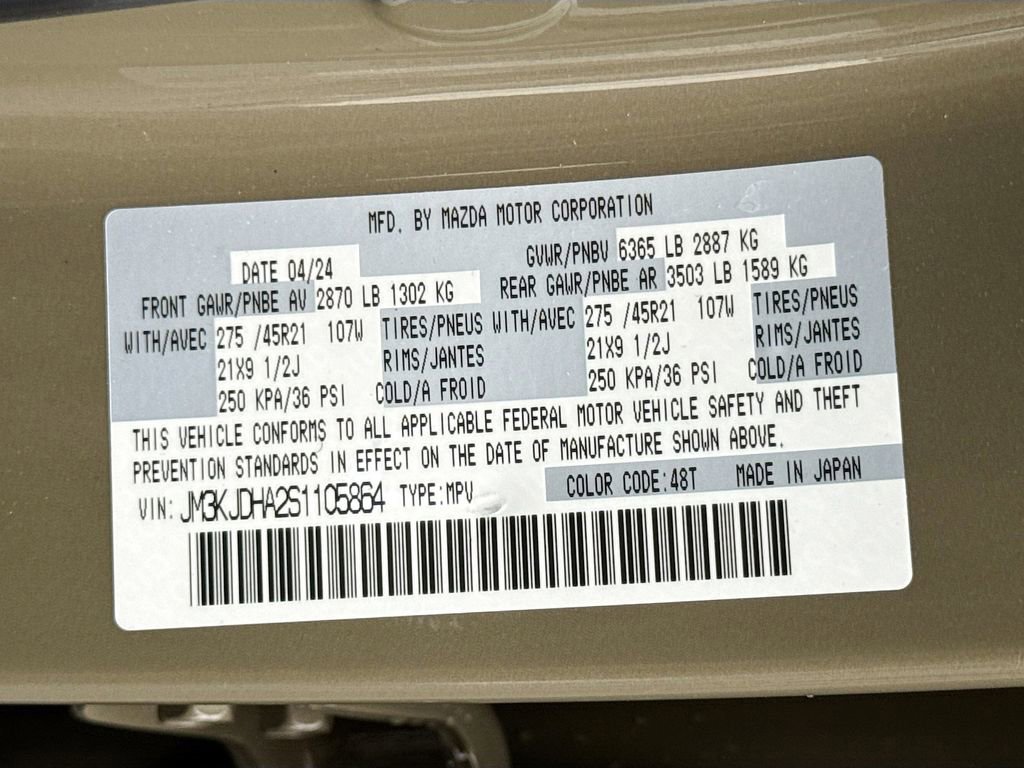 MFD. BY MAZDA MOTOR CORPORATION
DATE 04/24 GVWR/PNBV 6365 LB 2887 KG
FRONT GAWR/PNBE AV 2870 LB 1302 KG REAR GAWR/PNBE AR 3503 LB 1589 KG
WITH/AVEC 275 /45R21 107W TIRES/PNEUS WITH/AVEC 275 /45R21 107W TIRES/PNEUS
21X9 1/2J RIMS/JANTES 21X9 1/2J RIMS/JANTES
250 KPA/36 PSI COLD/A FROID 250 KPA/36 PSI COLD/A FROID
THIS VEHICLE CONFORMS TO ALL APPLICABLE FEDERAL MOTOR VEHICLE SAFETY AND THEFT
PREVENTION STANDARDS IN EFFECT ON THE DATE OF MANUFACTURE SHOWN ABOVE.
VIN: JM3KJDHA2S1105864 TYPE:MPV COLOR CODE:48T MADE IN JAPAN